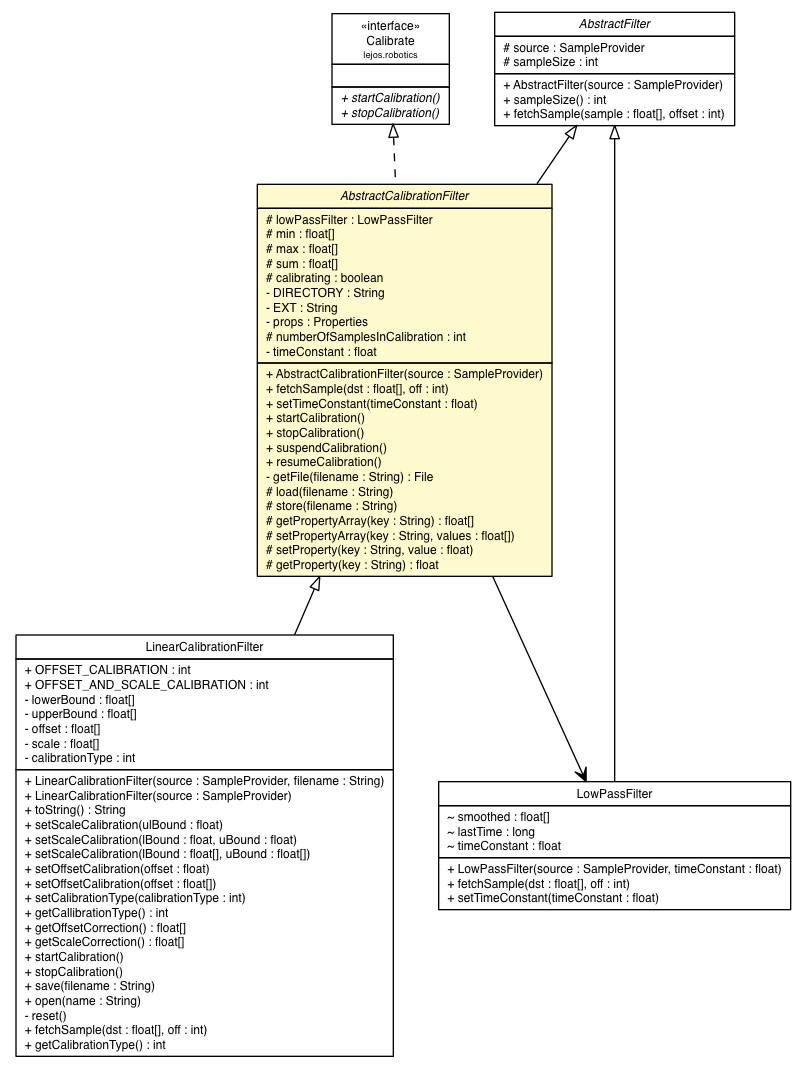 «interface»
Calibrate
lejos.robotics
+ startCalibration()
+ stopCalibration()
AbstractFilter
# source : SampleProvider
# sampleSize : int
+ AbstractFilter(source : SampleProvider)
+ sampleSize() : int
+ fetchSample(sample : float[], offset : int)
AbstractCalibrationFilter
# lowPassFilter : LowPassFilter
# min : float[]
# max : float[]
# sum : float[]
# calibrating : boolean
- DIRECTORY : String
- EXT : String
- props : Properties
# numberOfSamplesInCalibration : int
- timeConstant : float
+ AbstractCalibrationFilter(source : SampleProvider)
+ fetchSample(dst : float[], off : int)
+ setTimeConstant(timeConstant : float)
+ startCalibration()
+ stopCalibration()
+ suspendCalibration()
+ resumeCalibration()
- getFile(filename : String) : File
# load(filename : String)
# store(filename : String)
# getPropertyArray(key : String) : float[]
# setPropertyArray(key : String, values : float[])
# setProperty(key : String, value : float)
# getProperty(key : String) : float
LinearCalibrationFilter
+ OFFSET_CALIBRATION : int
+ OFFSET_AND_SCALE_CALIBRATION : int
- lowerBound : float[]
- upperBound : float[]
- offset : float[]
- scale : float[]
- calibrationType : int
+ LinearCalibrationFilter(source : SampleProvider, filename : String)
+ LinearCalibrationFilter(source : SampleProvider)
+ toString() : String
+ setScaleCalibration(ulBound : float)
+ setScaleCalibration(lBound : float, uBound : float)
+ setScaleCalibration(lBound : float[], uBound : float[])
+ setOffsetCalibration(offset : float)
+ setOffsetCalibration(offset : float[])
+ setCalibrationType(calibrationType : int)
+ getCallibrationType() : int
+ getOffsetCorrection() : float[]
+ getScaleCorrection() : float[]
+ startCalibration()
+ stopCalibration()
+ save(filename : String)
+ open(name : String)
- reset()
+ fetchSample(dst : float[], off : int)
+ getCalibrationType() : int
LowPassFilter
~ smoothed : float[]
~ lastTime : long
~ timeConstant : float
+ LowPassFilter(source : SampleProvider, timeConstant : float)
+ fetchSample(dst : float[], off : int)
+ setTimeConstant(timeConstant : float)